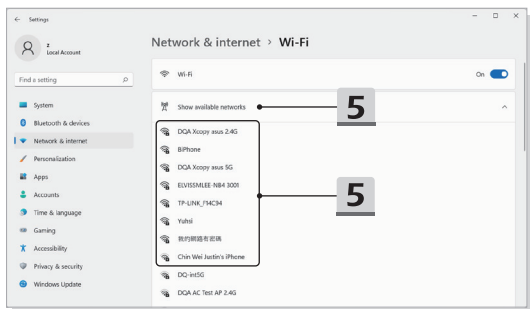 Settings
z
Local Account
Find a setting
System
Bluetooth & devices
Network & internet
Personalization
Apps
Accounts
Time & language
Gaming
Accessibility
Privacy & security
Windows Update
Network & internet > Wi-Fi
Wi-Fi
On
Show available networks
5
DQA Xcopy asus 2.4G
BiPhone
DQA Xcopy asus 5G
ELVISSMLEE-NB4 3001
TP-LINK_F14C94
Yuhsi
我的網路有密碼
Chin Wei Justin's iPhone
5
DQ-int5G
DQA AC Test AP 2.4G